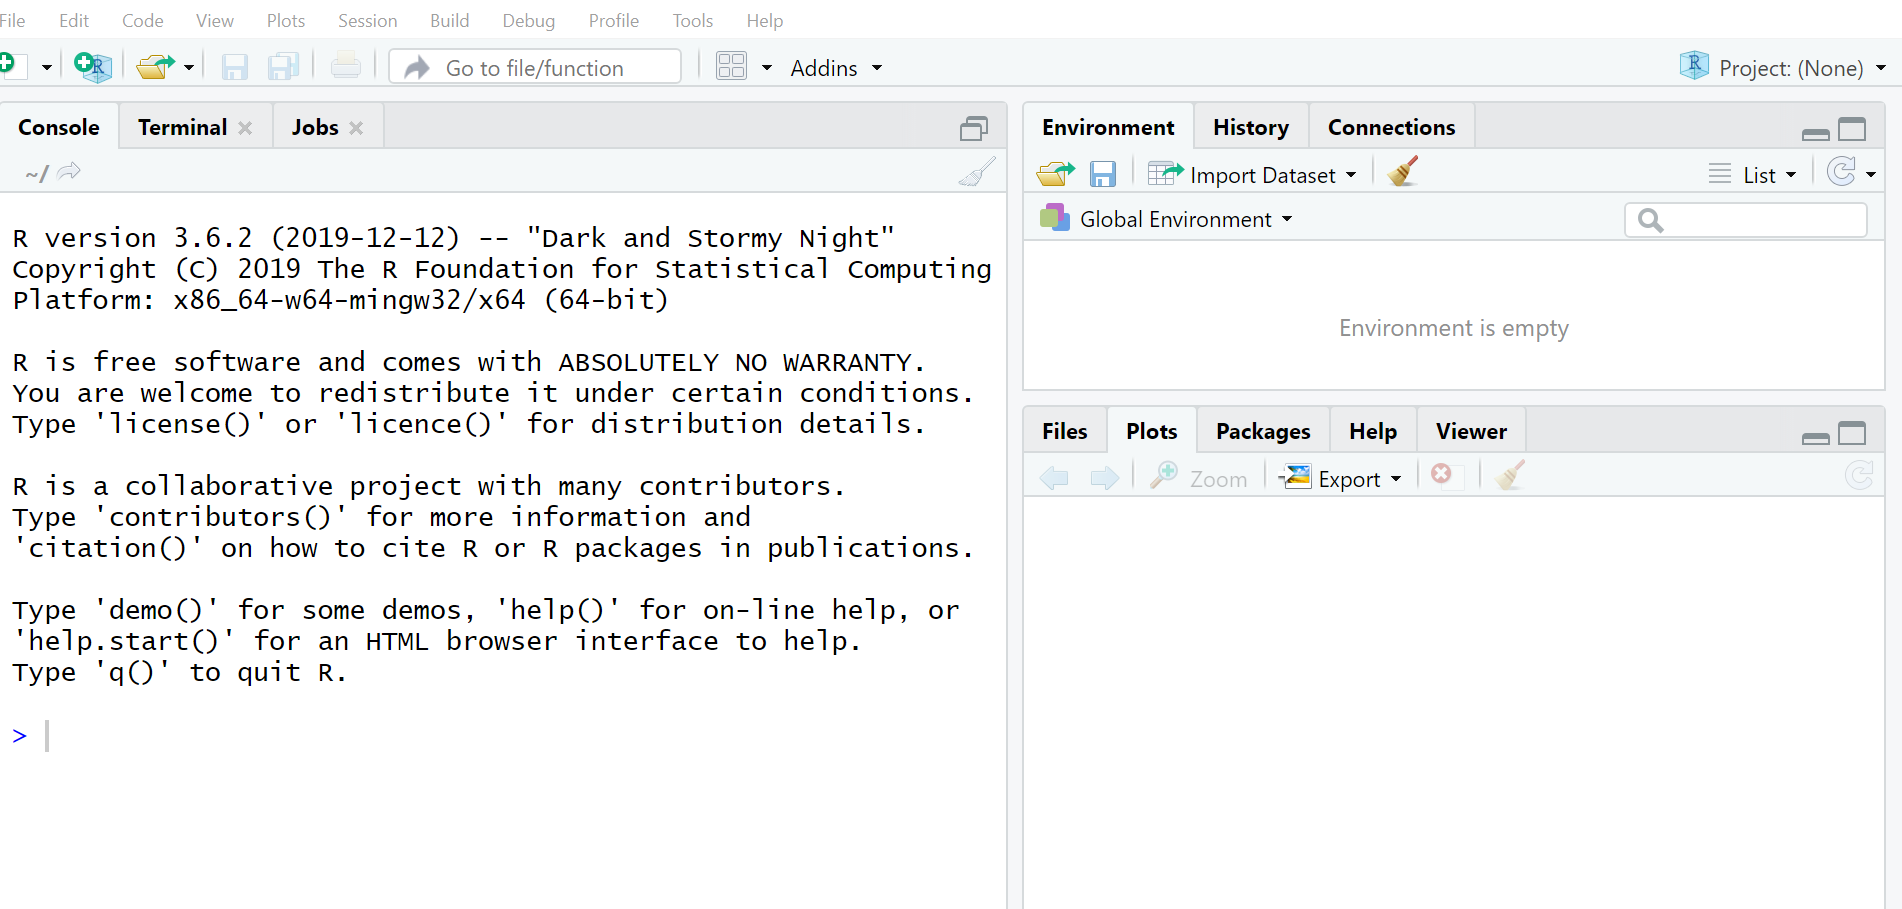 File Edit Code View Plots Session Build Debug Profile Tools Help
Go to file/function Addins R Project: (None)
Console Terminal Jobs
~/
R version 3.6.2 (2019-12-12) -- "Dark and Stormy Night"
Copyright (C) 2019 The R Foundation for Statistical Computing
Platform: x86_64-w64-mingw32/x64 (64-bit)
R is free software and comes with ABSOLUTELY NO WARRANTY.
You are welcome to redistribute it under certain conditions.
Type 'license()' or 'licence()' for distribution details.
R is a collaborative project with many contributors.
Type 'contributors()' for more information and
'citation()' on how to cite R or R packages in publications.
Type 'demo()' for some demos, 'help()' for on-line help, or
'help.start()' for an HTML browser interface to help.
Type 'q()' to quit R.
>
Environment History Connections
Import Dataset List
Global Environment
Environment is empty
Files Plots Packages Help Viewer
Zoom Export